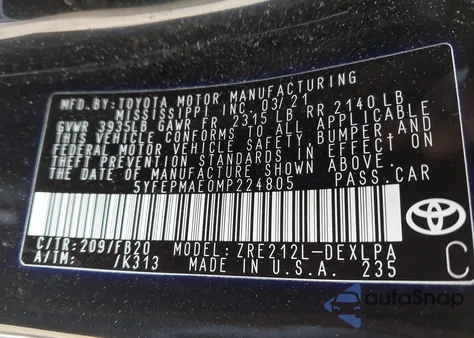 MFD. BY: TOYOTA MOTOR MANUFACTURING
MISSISSIPPI INC. 03/21
GVWR 3935LB GAWR FR 2315 LB RR 2140 LB
THIS VEHICLE CONFORMS TO ALL APPLICABLE
FEDERAL MOTOR VEHICLE SAFETY, BUMPER, AND
THEFT PREVENTION STANDARDS IN EFFECT ON
THE DATE OF MANUFACTURE SHOWN ABOVE.
5YFEPMAE0MP224805 PASS.CAR
C/TR:209/FB20 MODEL:ZRE212L-DEXLPA
A/TM: /K313 MADE IN U.S.A. 235
C
autoSnap